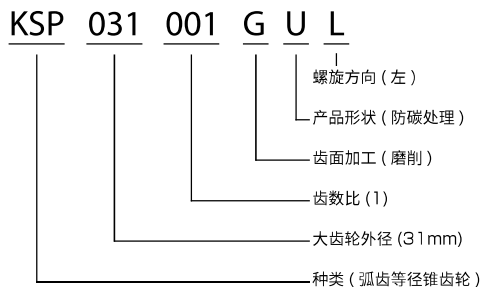 KSP 031 001 G U L
螺旋方向 ( 左 )
产品形状 ( 防碳处理 )
齿面加工 ( 磨削 )
齿数比 (1)
大齿轮外径 (31mm)
种类 ( 弧齿等径锥齿轮 )